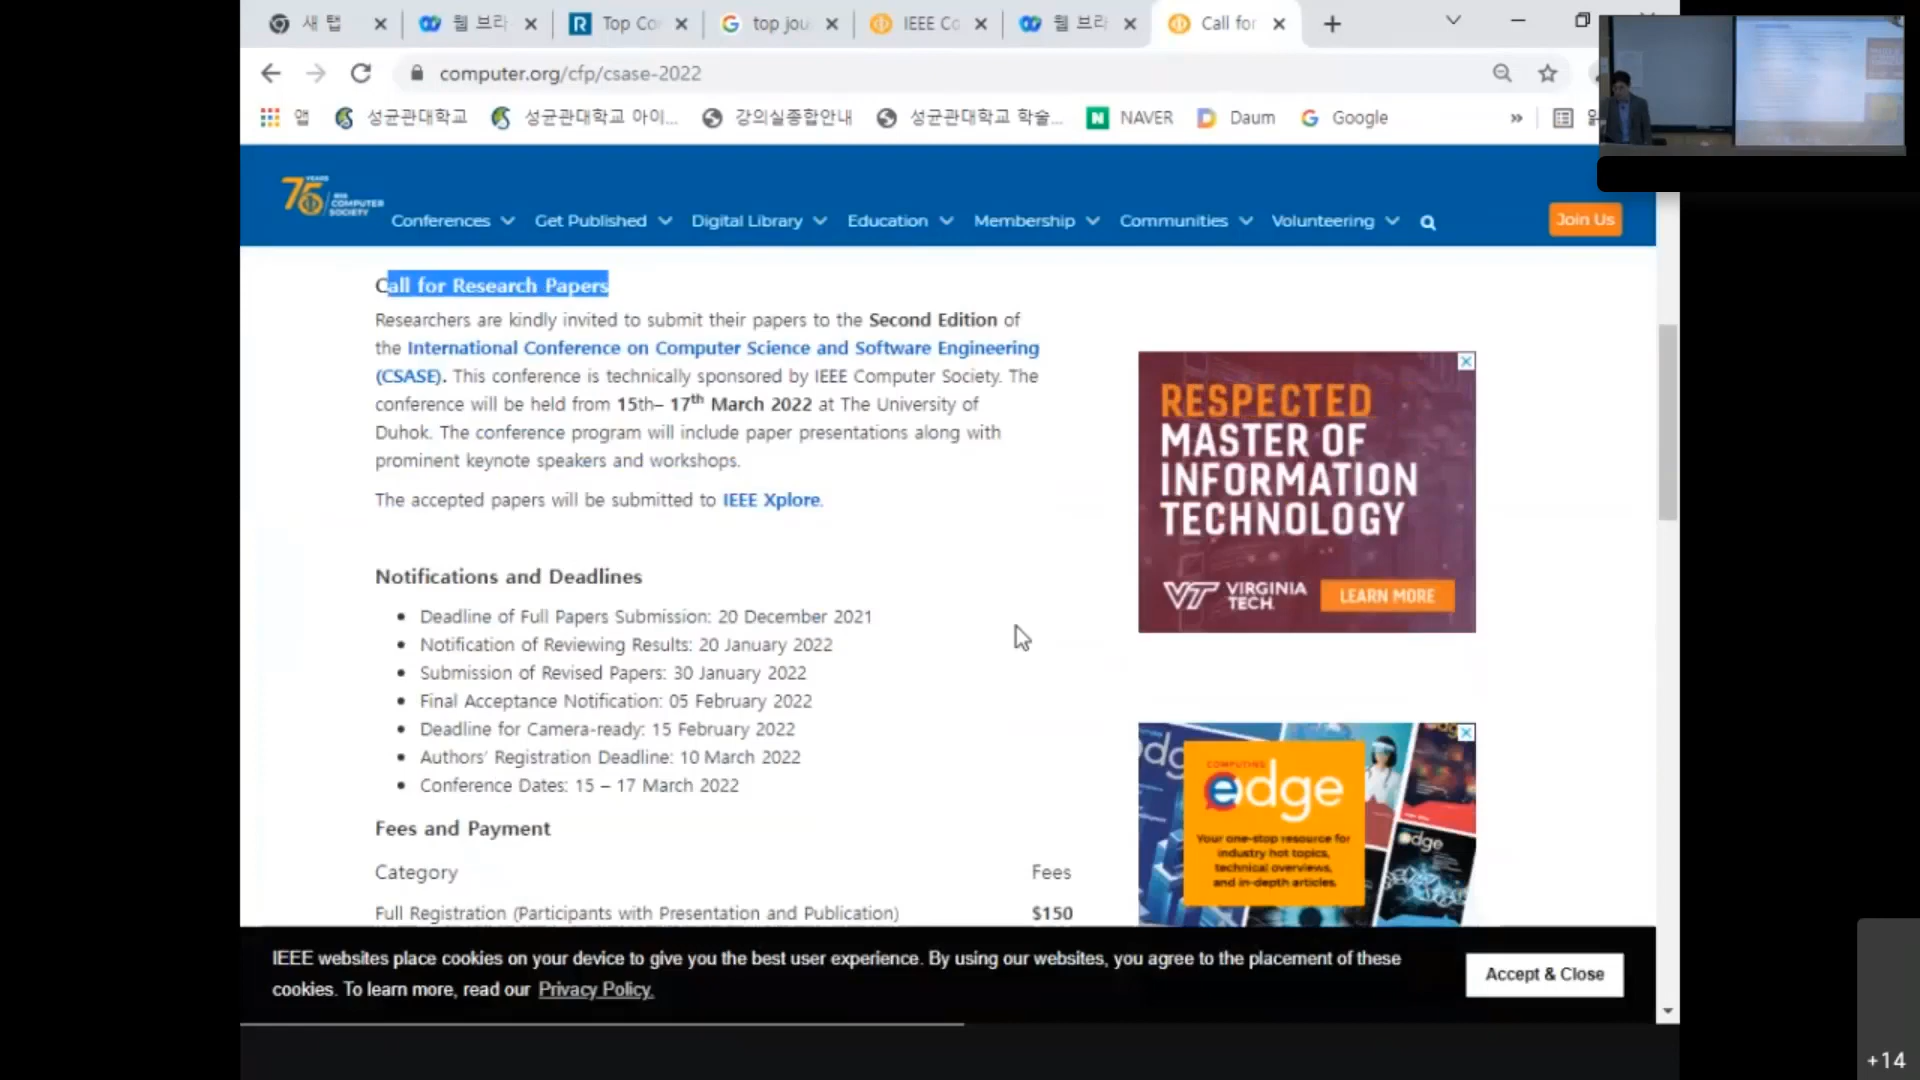 새 탭
웹 브라
Top Co
top jou
IEEE Co
웹 브라
Call for
computer.org/cfp/csase-2022
앱
성균관대학교
성균관대학교 아이...
강의실종합안내
성균관대학교 학술...
NAVER
Daum
Google
»
75 YEARS
IEEE COMPUTER SOCIETY
Conferences
Get Published
Digital Library
Education
Membership
Communities
Volunteering
Join Us
Call for Research Papers
Researchers are kindly invited to submit their papers to the Second Edition of
the International Conference on Computer Science and Software Engineering
(CSASE). This conference is technically sponsored by IEEE Computer Society. The
conference will be held from 15th– 17th March 2022 at The University of
Duhok. The conference program will include paper presentations along with
prominent keynote speakers and workshops.
The accepted papers will be submitted to IEEE Xplore.
Notifications and Deadlines
• Deadline of Full Papers Submission: 20 December 2021
• Notification of Reviewing Results: 20 January 2022
• Submission of Revised Papers: 30 January 2022
• Final Acceptance Notification: 05 February 2022
• Deadline for Camera-ready: 15 February 2022
• Authors' Registration Deadline: 10 March 2022
• Conference Dates: 15 – 17 March 2022
Fees and Payment
Category Fees
Full Registration (Participants with Presentation and Publication) $150
RESPECTED
MASTER OF
INFORMATION
TECHNOLOGY
VT VIRGINIA TECH.
LEARN MORE
COMPUTING
edge
Your one-stop resource for
industry hot topics,
technical overviews,
and in-depth articles.
edge
IEEE websites place cookies on your device to give you the best user experience. By using our websites, you agree to the placement of these
cookies. To learn more, read our Privacy Policy.
Accept & Close
+14